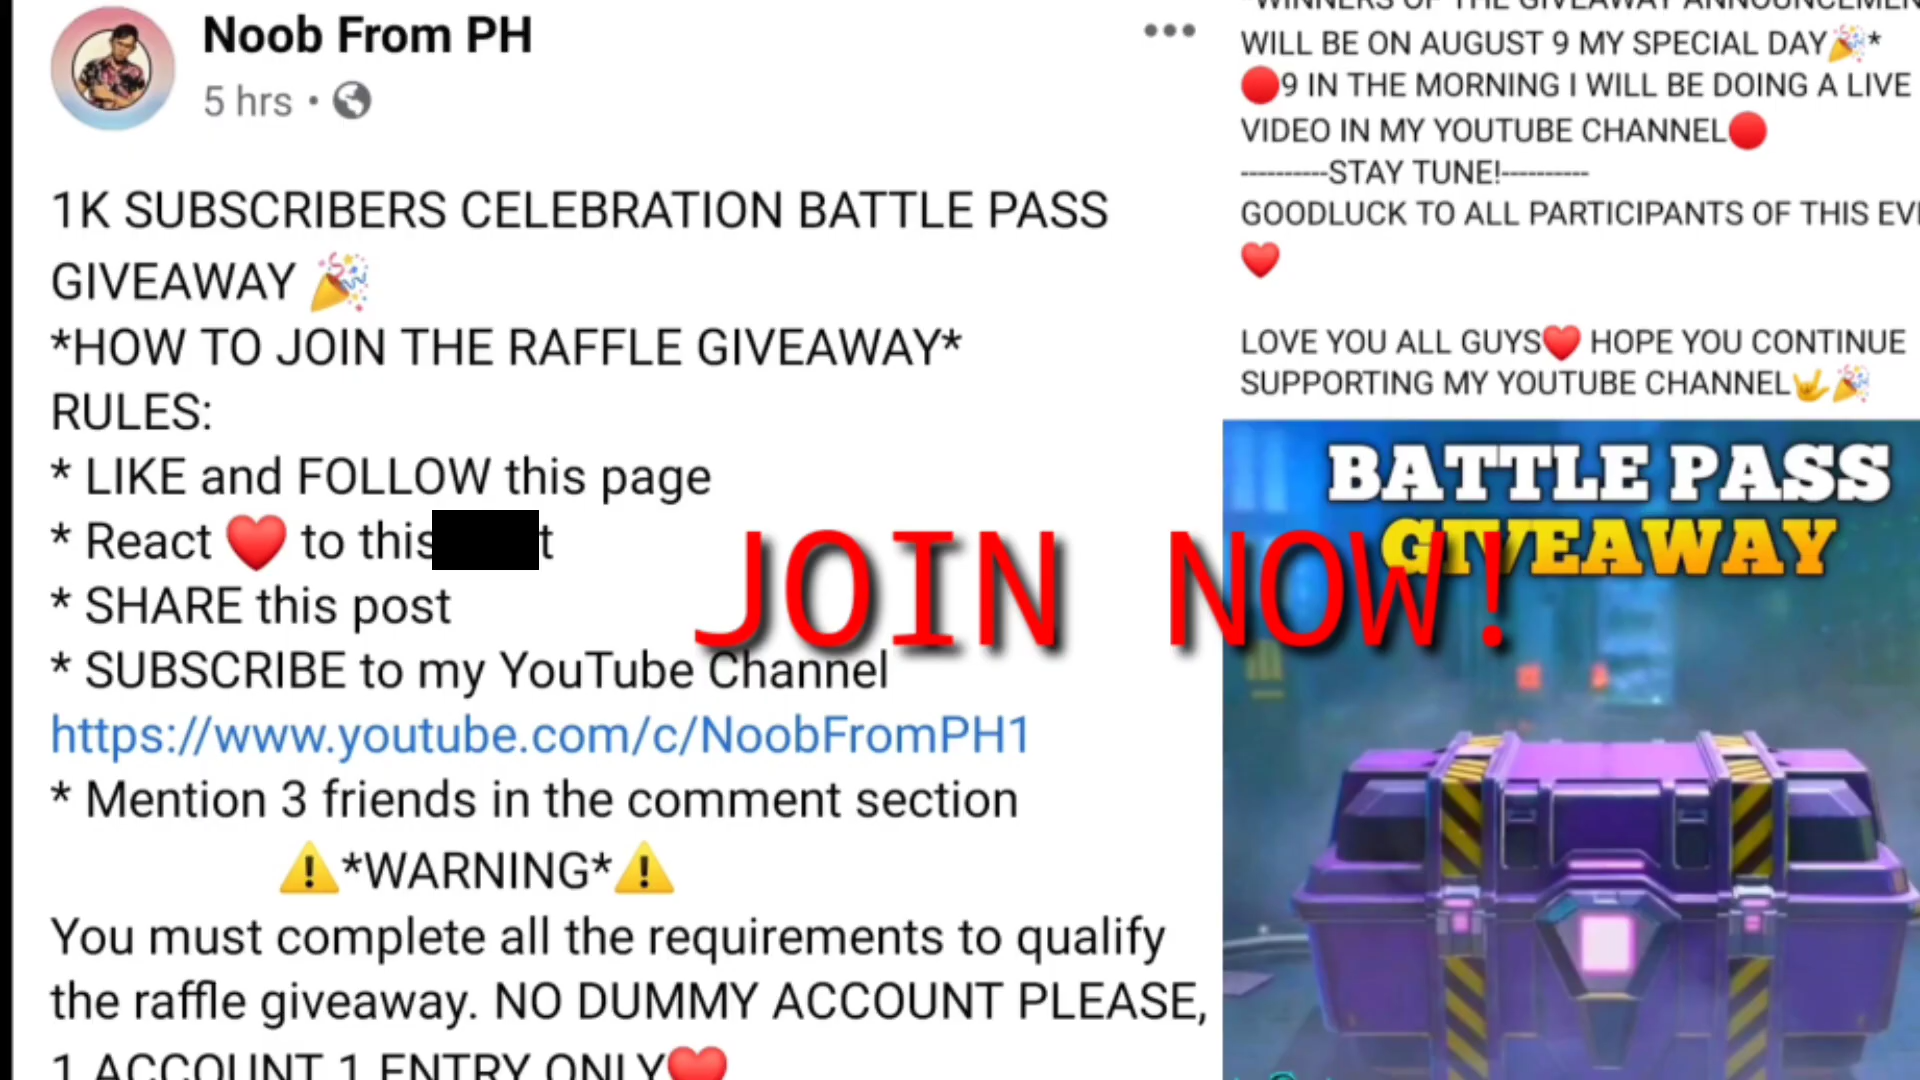 Noob From PH
5 hrs
1K SUBSCRIBERS CELEBRATION BATTLE PASS
GIVEAWAY 🎉
*HOW TO JOIN THE RAFFLE GIVEAWAY*
RULES:
* LIKE and FOLLOW this page
* React ❤️ to this
* SHARE this post
* SUBSCRIBE to my YouTube Channel
https://www.youtube.com/c/NoobFromPH1
* Mention 3 friends in the comment section
⚠️*WARNING*⚠️
You must complete all the requirements to qualify
the raffle giveaway. NO DUMMY ACCOUNT PLEASE,
1 ACCOUNT 1 ENTRY ONLY❤️
JOIN NOW!
*WINNERS OF THE GIVEAWAY
WILL BE ON AUGUST 9 MY SPECIAL DAY🎉*
🔴9 IN THE MORNING I WILL BE DOING A LIVE
VIDEO IN MY YOUTUBE CHANNEL🔴
----------STAY TUNE!----------
GOODLUCK TO ALL PARTICIPANTS OF THIS
❤️
LOVE YOU ALL GUYS❤️ HOPE YOU CONTINUE
SUPPORTING MY YOUTUBE CHANNEL🤟🎉
BATTLE PASS
GIVEAWAY